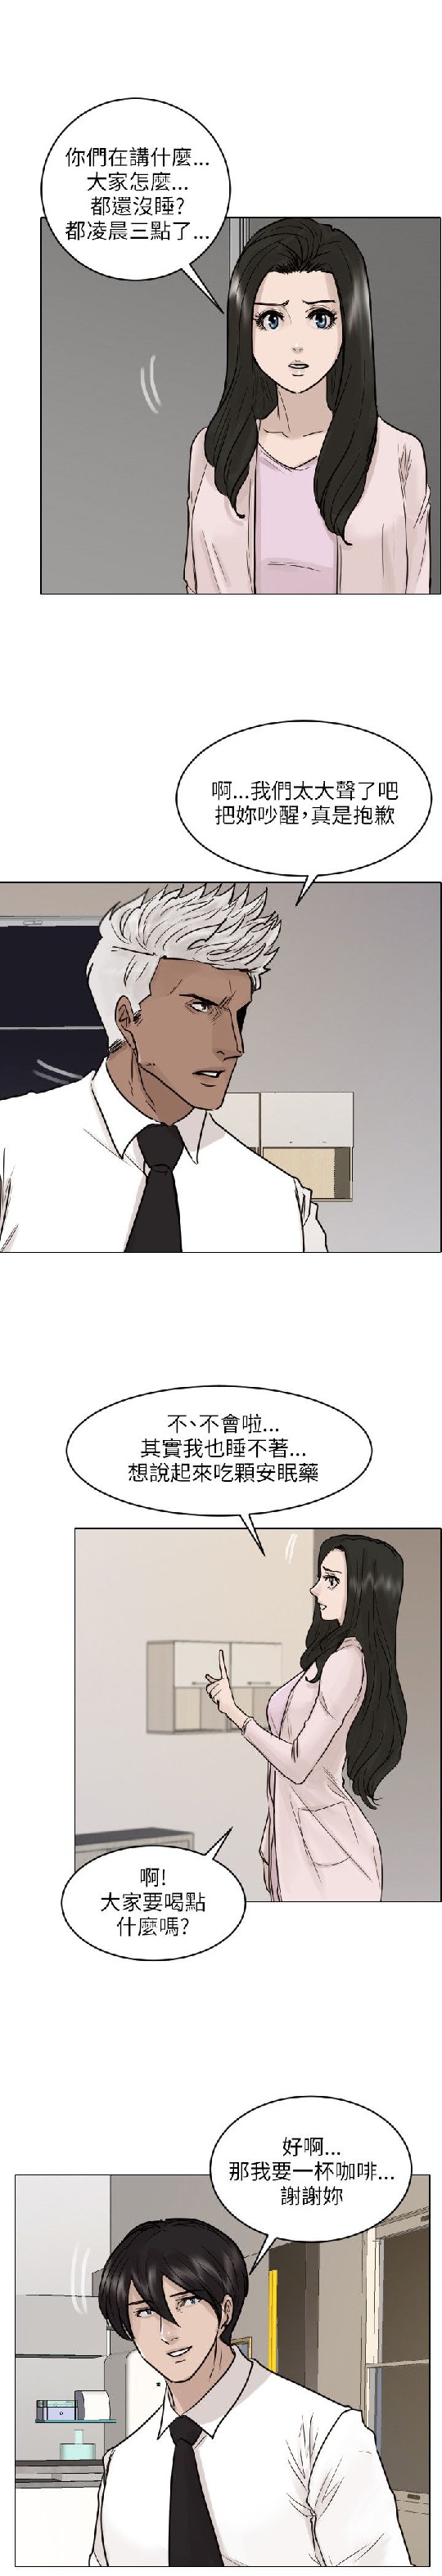 你們在講什麼...
大家怎麼...
都還沒睡?
都凌晨三點了...
啊...我們太大聲了吧
把妳吵醒，真是抱歉
不、不會啦...
其實我也睡不著...
想說起來吃顆安眠藥
啊!
大家要喝點
什麼嗎?
好啊...
那我要一杯咖啡...
謝謝妳